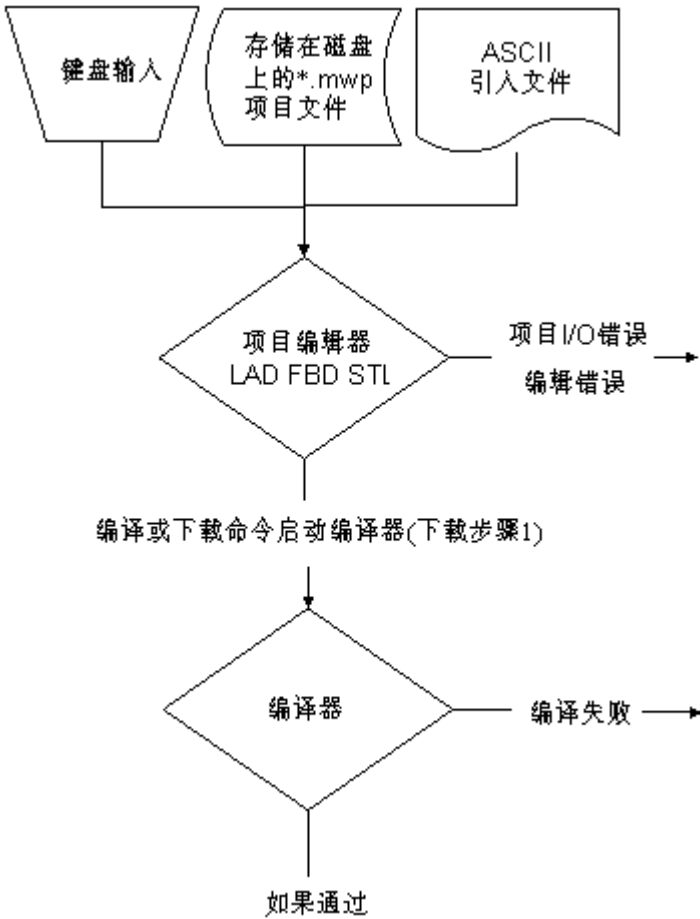 键盘输入
存储在磁盘
上的*.mwp
项目文件
ASCII
引入文件
项目编辑器
LAD FBD STL
项目I/O错误
编辑错误
编译或下载命令启动编译器(下载步骤1)
编译器
编译失败
如果通过